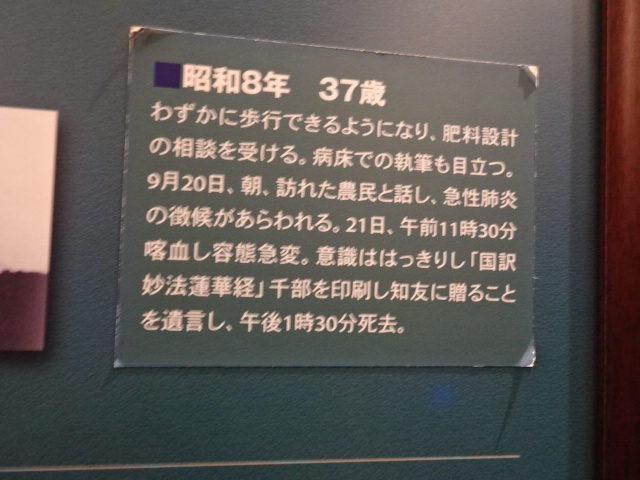 ■昭和8年　37歳
わずかに歩行できるようになり、肥料設計
の相談を受ける。病床での執筆も目立つ。
9月20日、朝、訪れた農民と話し、急性肺炎
の徴候があらわれる。21日、午前11時30分
喀血し容態急変。意識ははっきりし「国訳
妙法蓮華経」千部を印刷し知友に贈ること
を遺言し、午後1時30分死去。